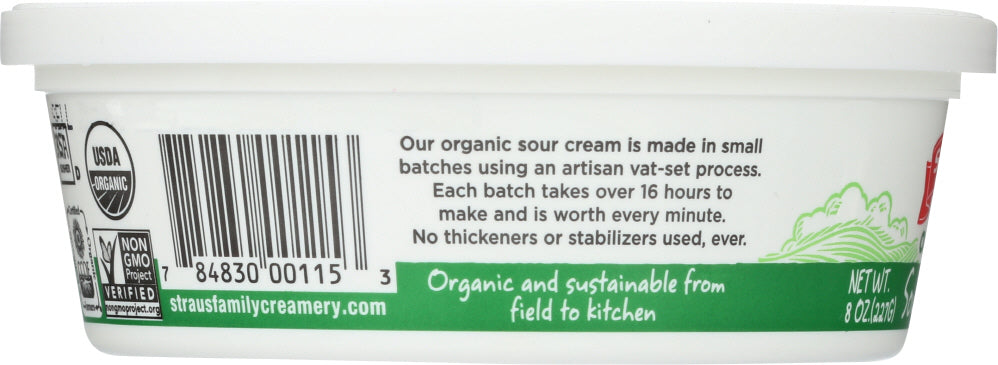 USDA
ORGANIC
NON
GMO
Project
VERIFIED
nongmoproject.org
7 84830 00115 3
strausfamilycreamery.com
Our organic sour cream is made in small
batches using an artisan vat-set process.
Each batch takes over 16 hours to
make and is worth every minute.
No thickeners or stabilizers used, ever.
Organic and sustainable from
field to kitchen
NET WT.
8 OZ.(227G)